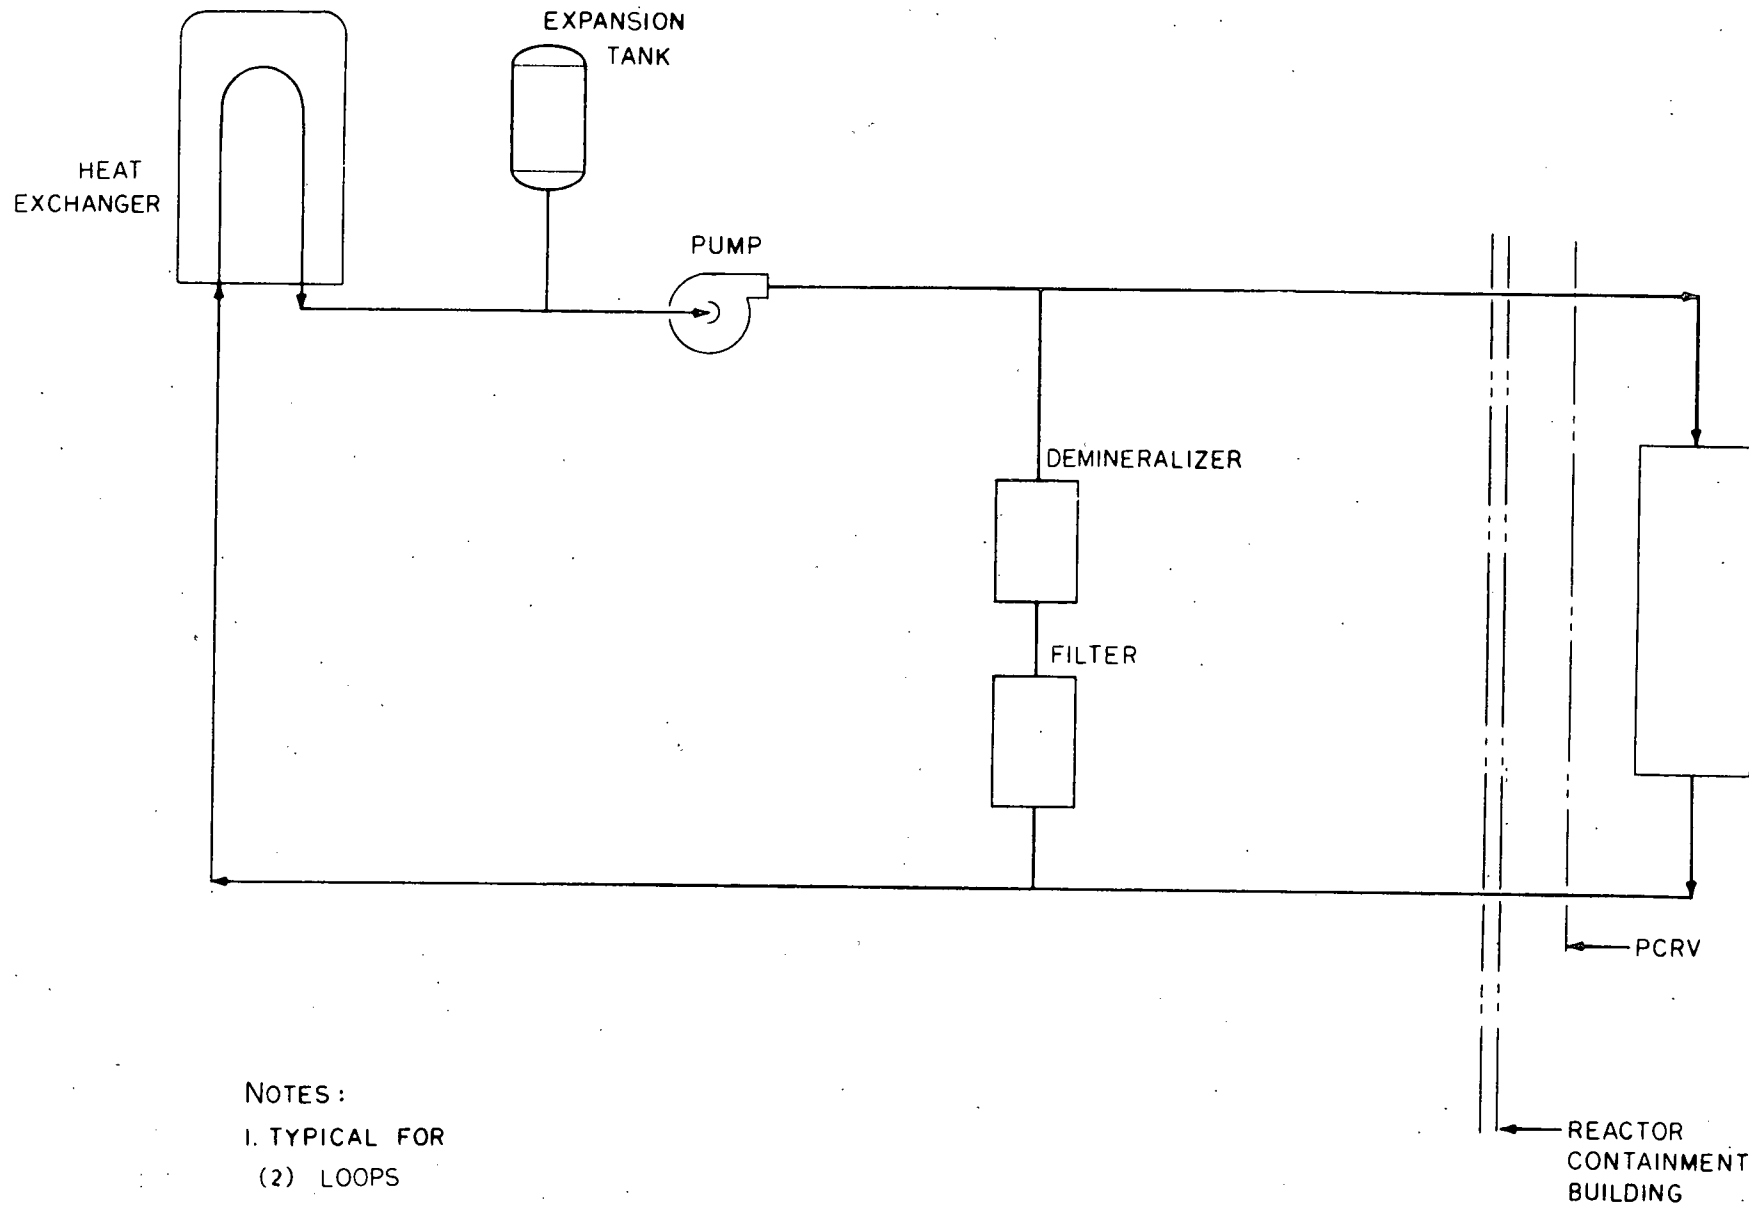 EXPANSION
TANK
HEAT
EXCHANGER
PUMP
DEMINERALIZER
FILTER
PCRV
NOTES:
1. TYPICAL FOR
(2) LOOPS
REACTOR
CONTAINMENT
BUILDING